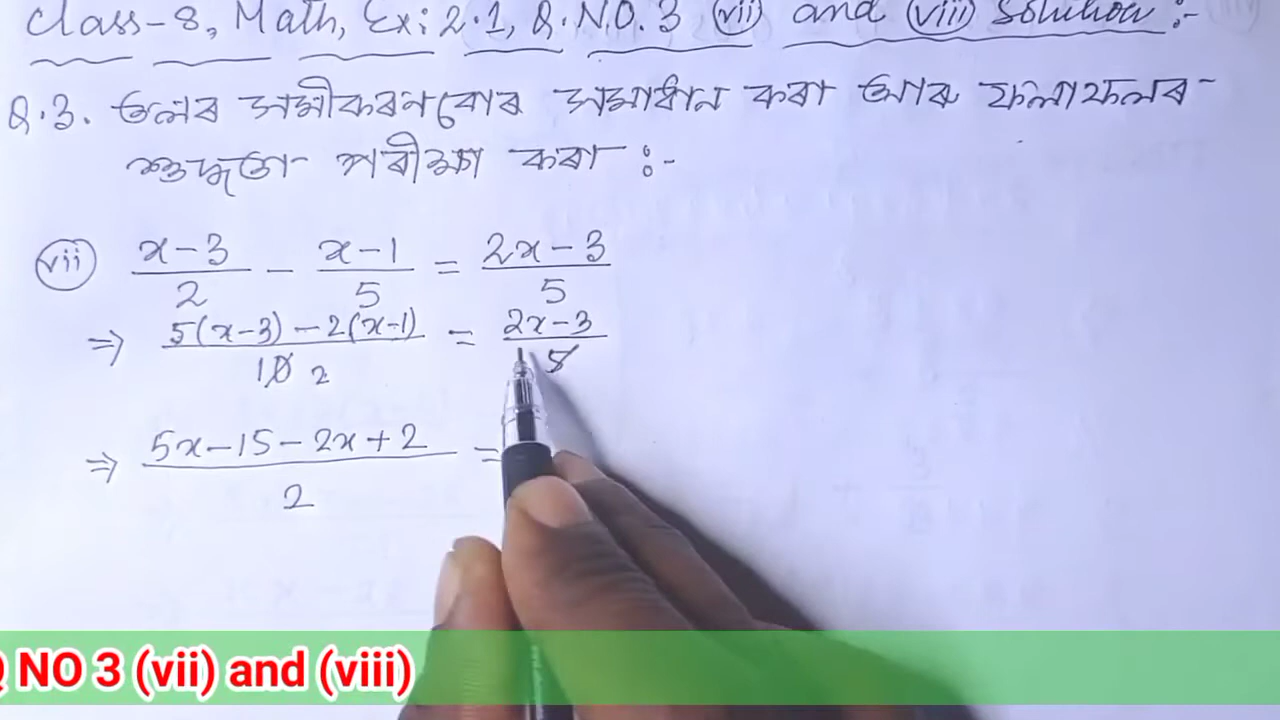 Class-8, Math, Ex: 2.1, Q.NO. 3 (vii) and (viii) Solution :-
Q.3. তলৰ সমীকৰণবোৰ সমাধান কৰা আৰু ফলাফলৰ
শুদ্ধতা পৰীক্ষা কৰা :-
(vii) x-3/2 - x-1/5 = 2x-3/5
⇒ 5(x-3)-2(x-1)/10 2 = 2x-3/5
⇒ 5x-15-2x+2/2 =
Q NO 3 (vii) and (viii)